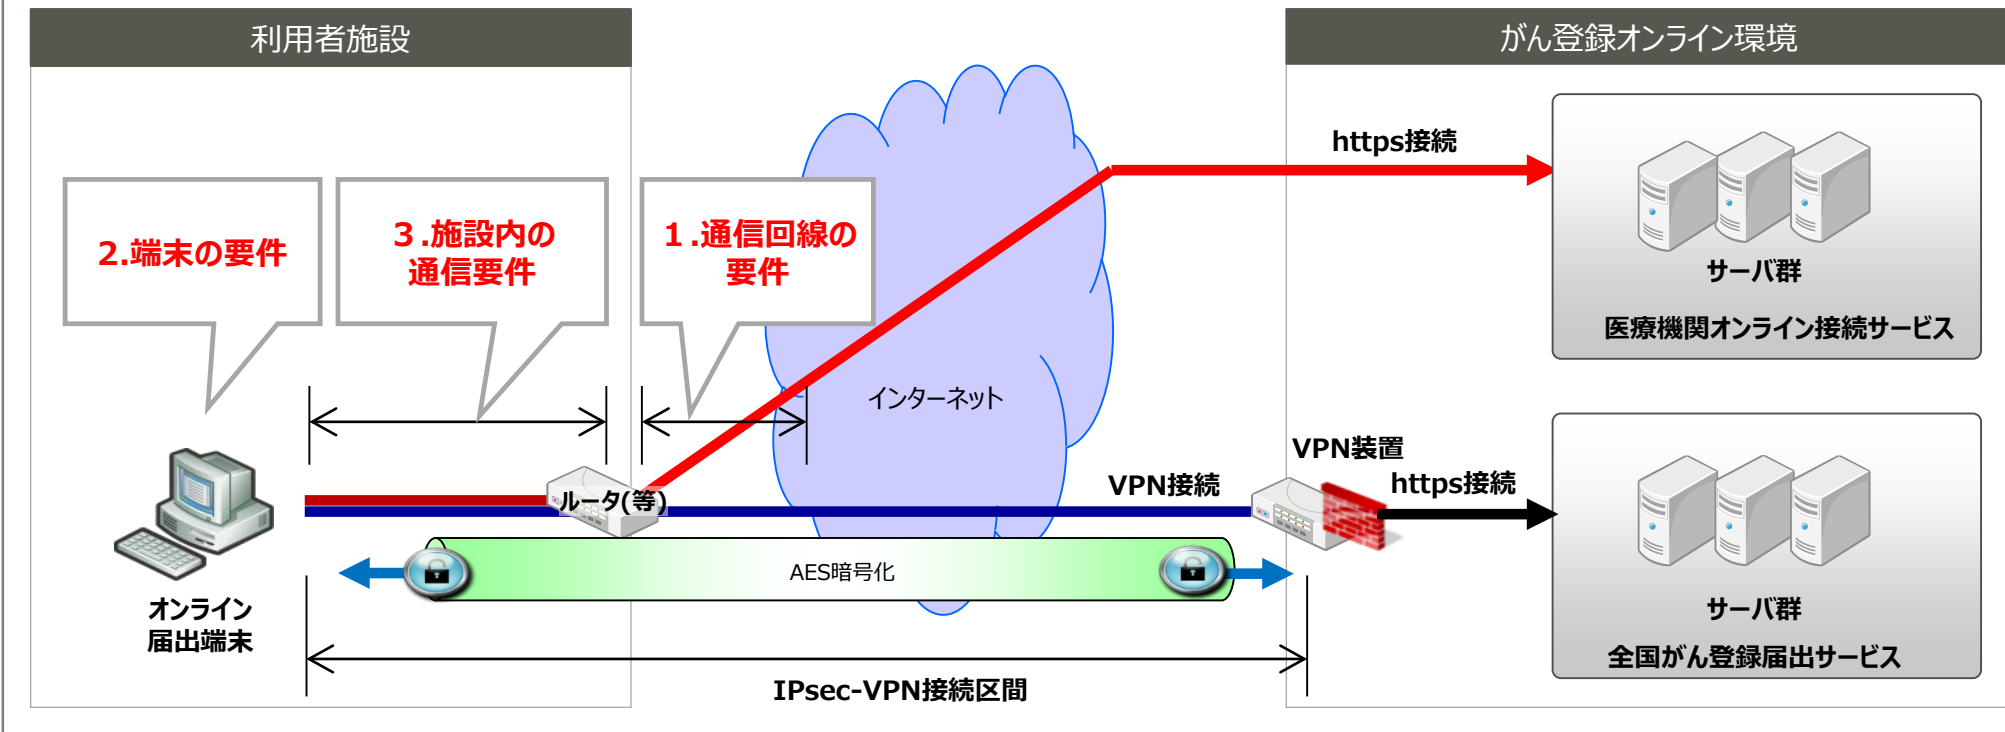 利用者施設
がん登録オンライン環境
2.端末の要件
３.施設内の
通信要件
１.通信回線の
要件
https接続
サーバ群
医療機関オンライン接続サービス
インターネット
ルータ(等)
VPN接続
VPN装置
https接続
AES暗号化
オンライン
届出端末
サーバ群
全国がん登録届出サービス
IPsec-VPN接続区間